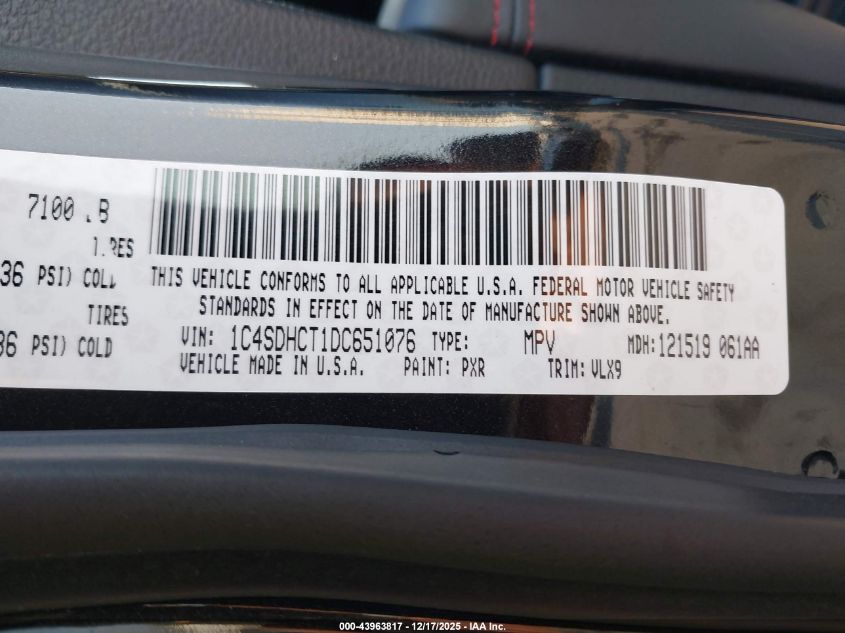 7100 .B
36 PSI) COLD
TIRES
36 PSI) COLD
THIS VEHICLE CONFORMS TO ALL APPLICABLE U.S.A. FEDERAL MOTOR VEHICLE SAFETY
STANDARDS IN EFFECT ON THE DATE OF MANUFACTURE SHOWN ABOVE.
VIN: 1C4SDHCT1DC651076 TYPE: MPV MDH: 121519 061AA
VEHICLE MADE IN U.S.A. PAINT: PXR TRIM: VLX9
000-43963817 - 12/17/2025 - IAA Inc.